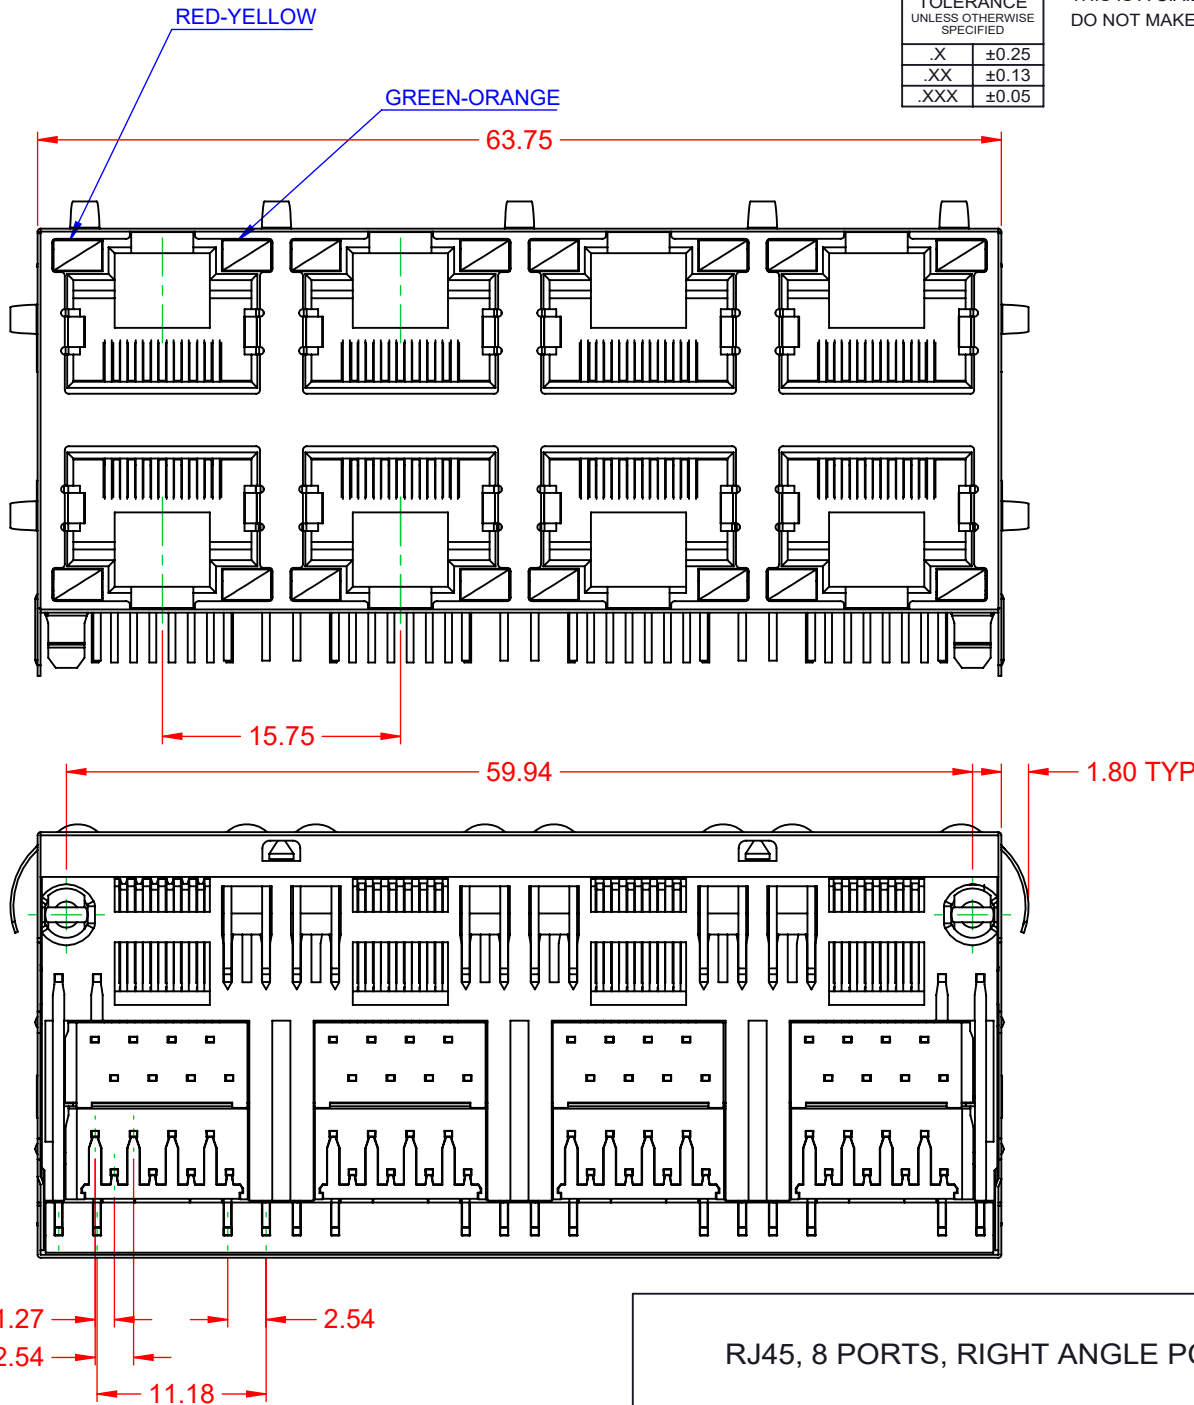 RED-YELLOW
GREEN-ORANGE
TOLERANCE
UNLESS OTHERWISE
SPECIFIED
.X ±0.25
.XX ±0.13
.XXX ±0.05
DO NOT MAKE
63.75
15.75
59.94
1.80 TYP
1.27
2.54
2.54
11.18
RJ45, 8 PORTS, RIGHT ANGLE